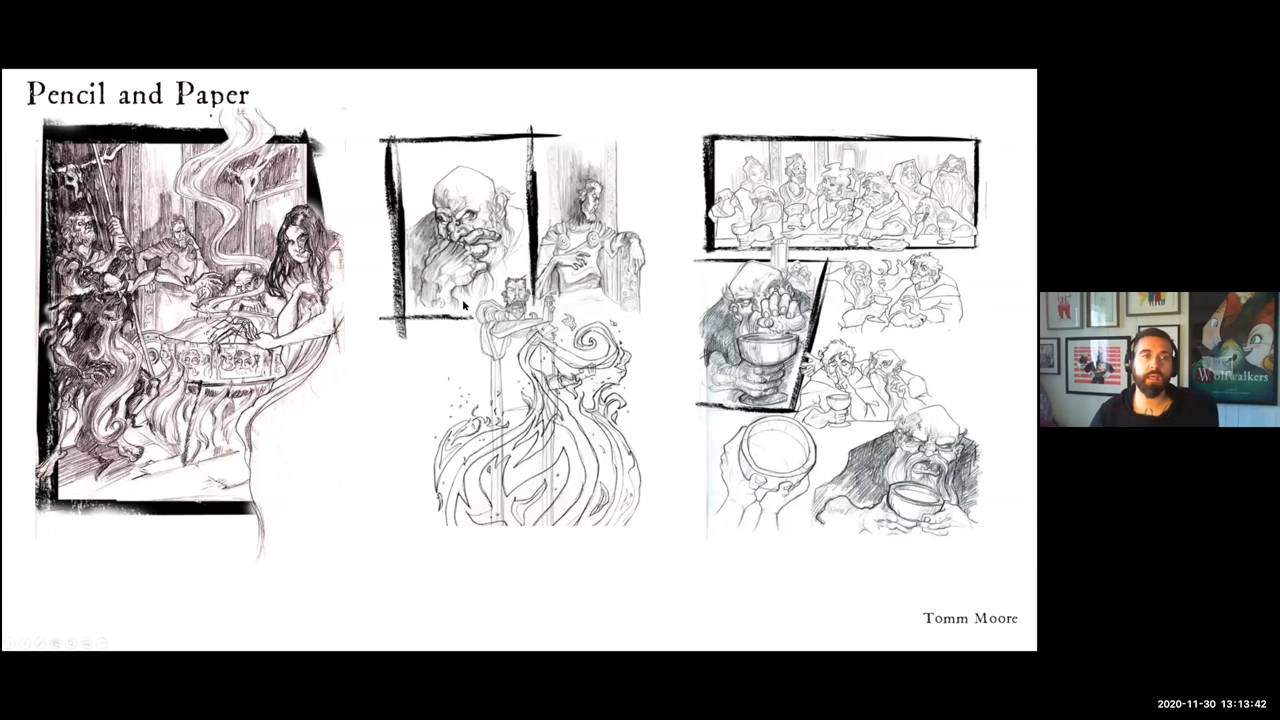 Pencil and Paper
Wolfwalkers
Tomm Moore
2020-11-30 13:13:42